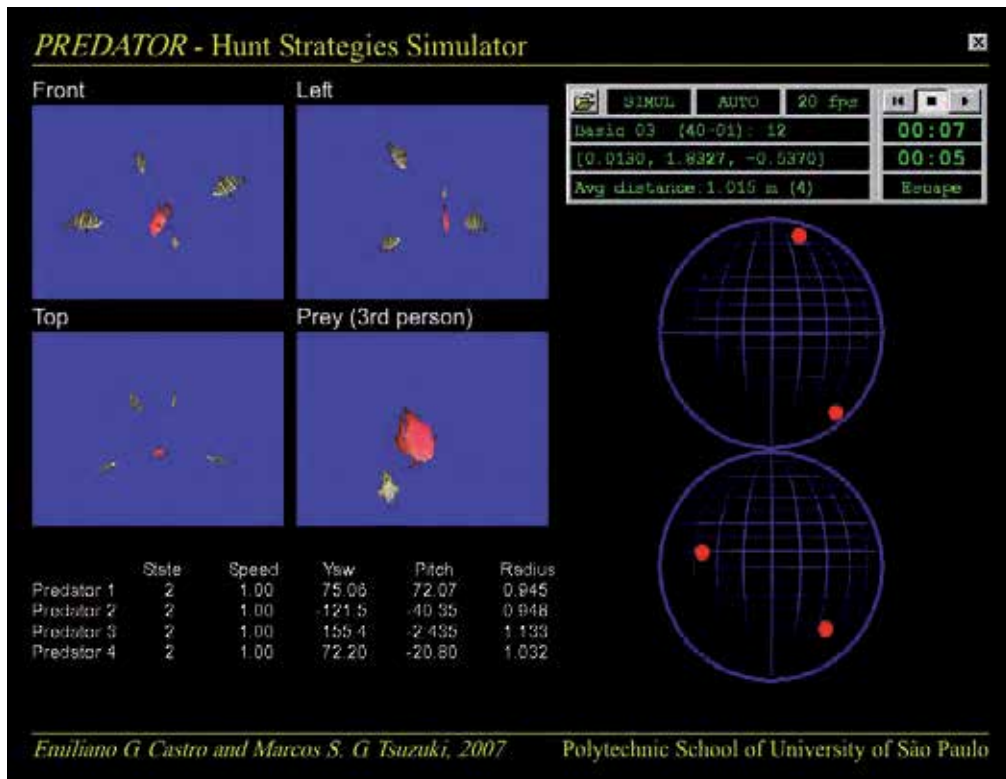 PREDATOR - Hunt Strategies Simulator
Front
Left
SIMUL AUTO 20 fps
Basic 03 (40-01): 12
00:07
[0.0130, 1.8327, -0.5370]
00:05
Avg distance: 1.015 m (4)
Escape
Top
Prey (3rd person)
State Speed Yaw Pitch Radius
Predator 1 2 1.00 75.06 72.07 0.945
Predator 2 2 1.00 -121.5 -40.35 0.948
Predator 3 2 1.00 155.4 -2.435 1.133
Predator 4 2 1.00 72.20 -20.80 1.032
Emiliano G Castro and Marcos S. G Tsuzuki, 2007
Polytechnic School of University of São Paulo